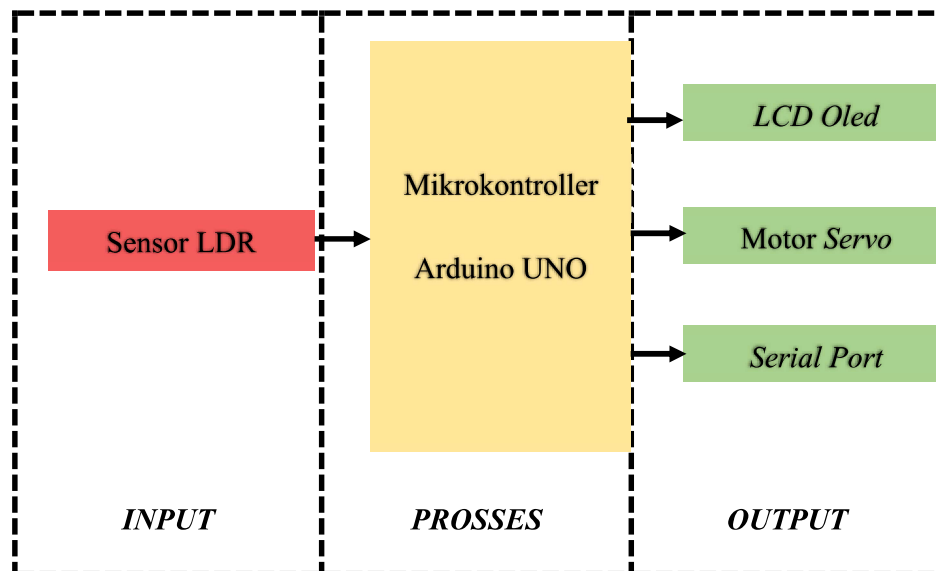 Sensor LDR
Mikrokontroller
Arduino UNO
LCD Oled
Motor Servo
Serial Port
INPUT
PROSSES
OUTPUT